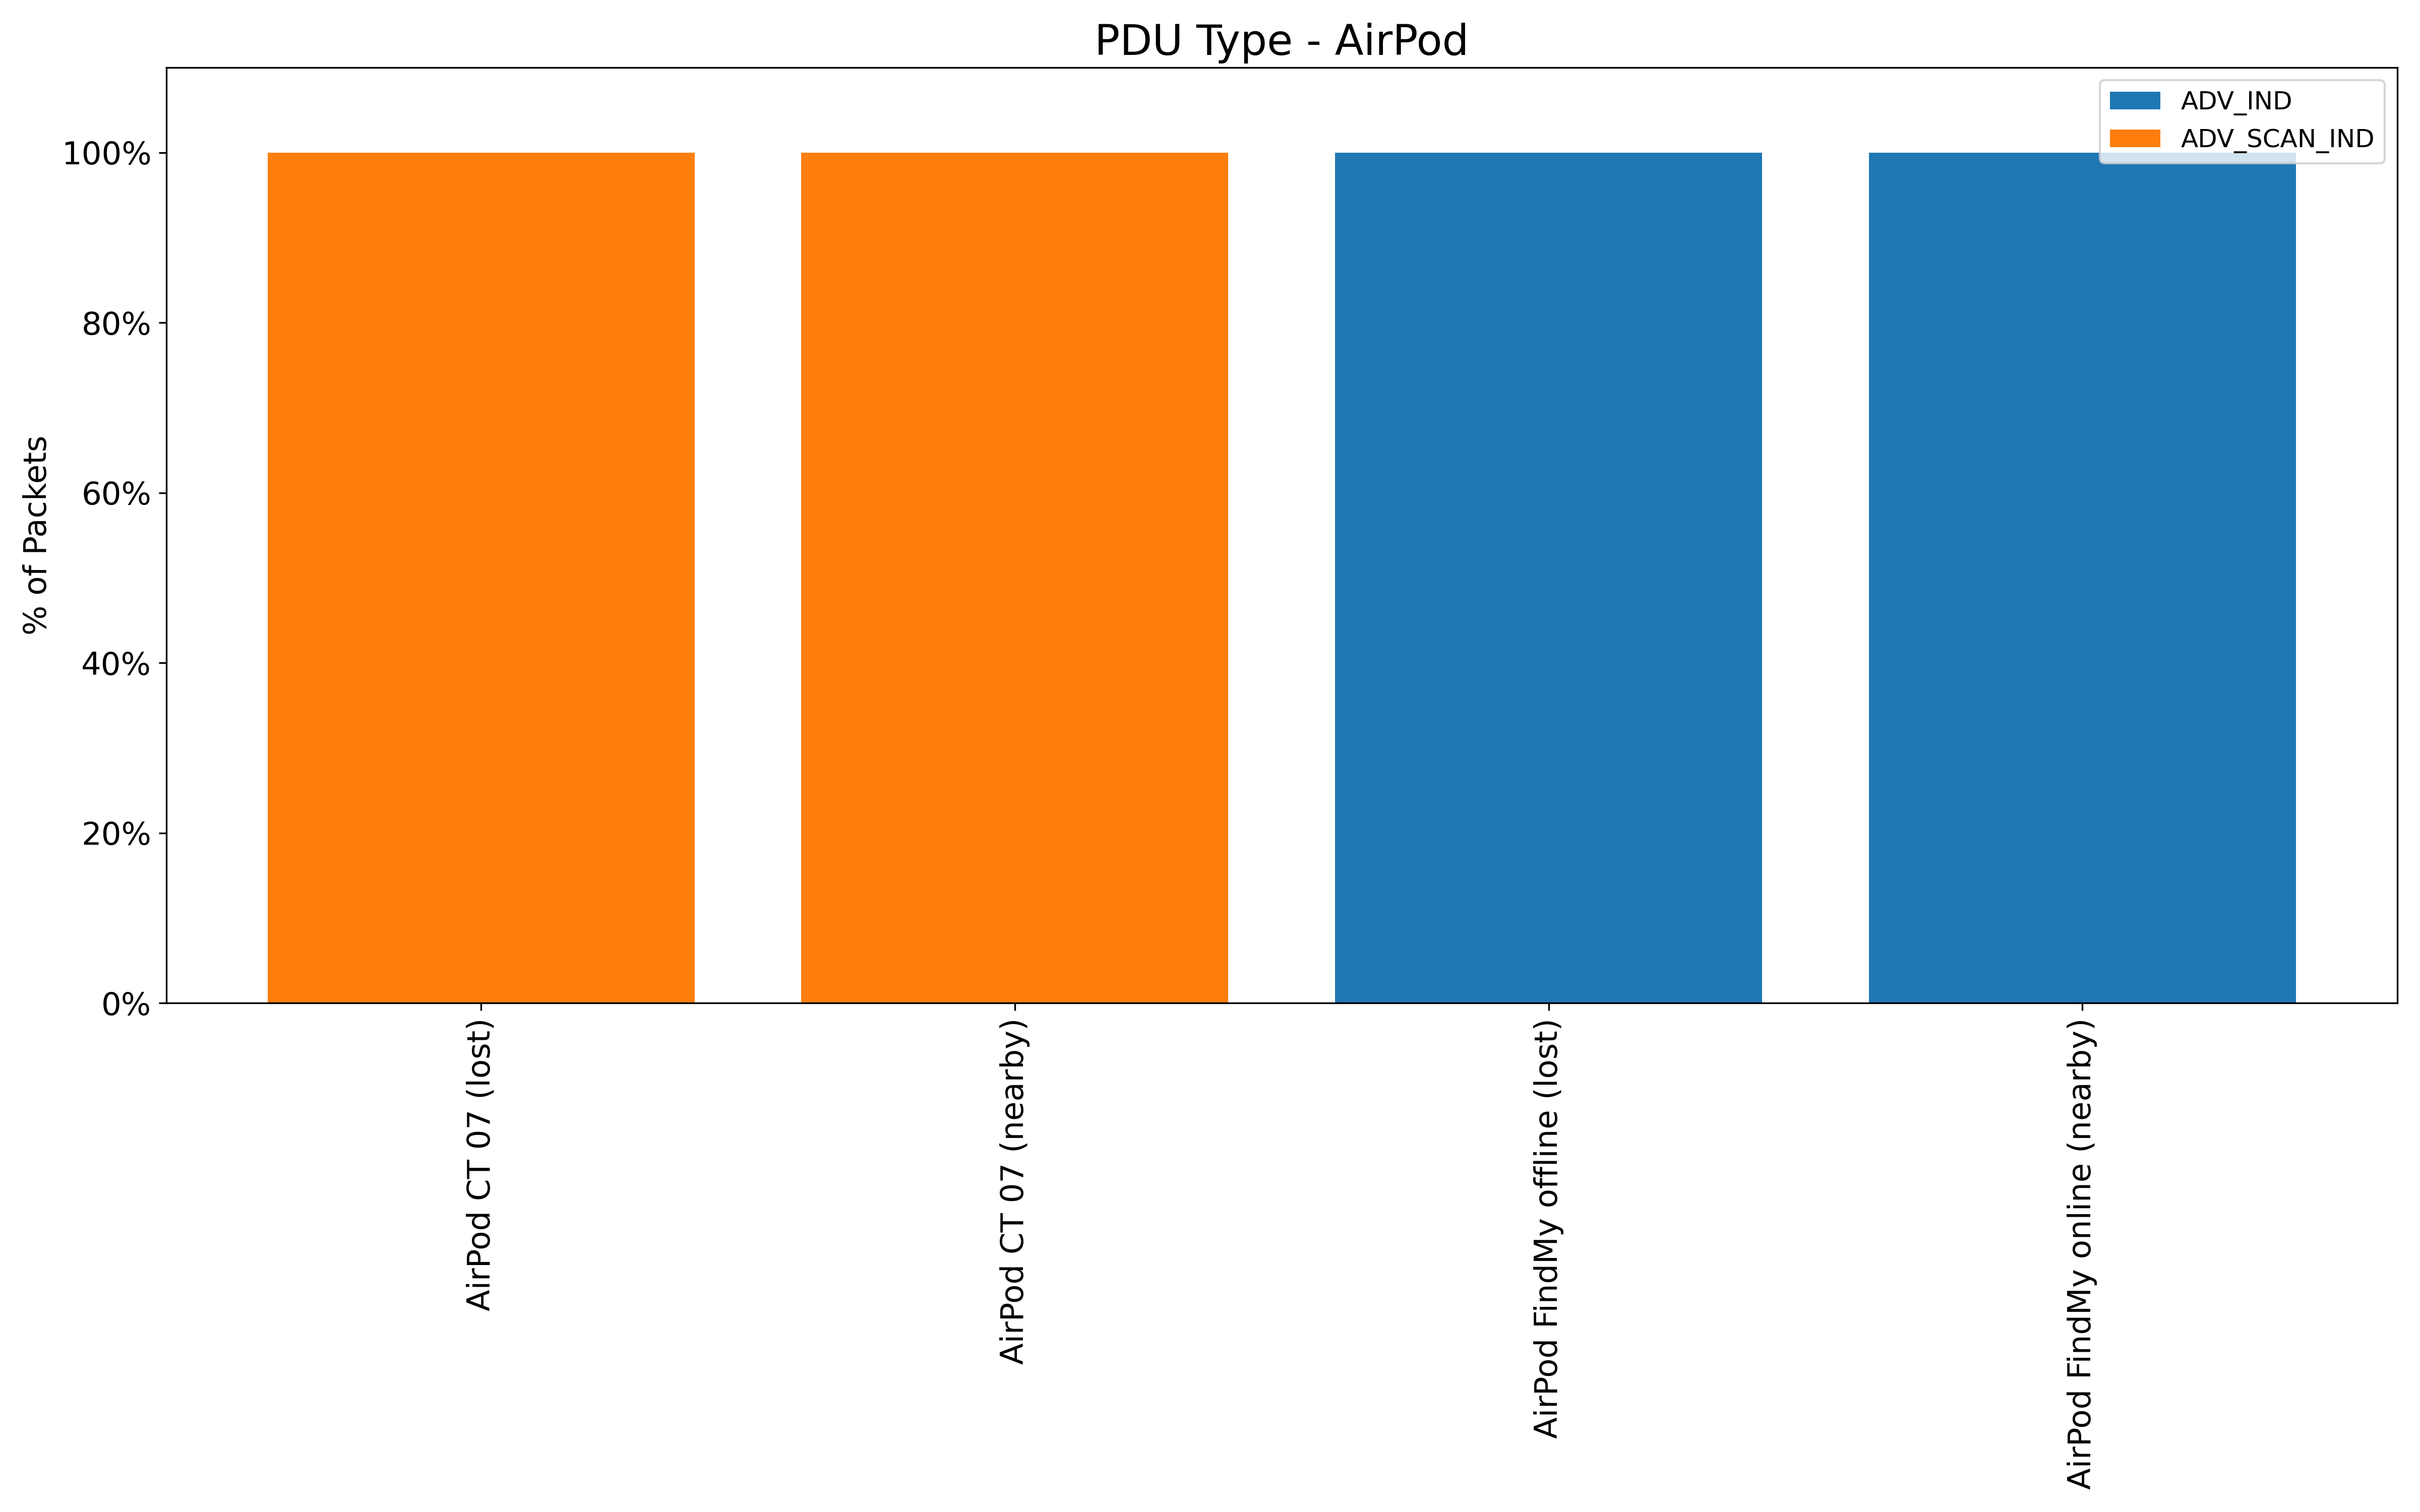 PDU Type - AirPod
ADV_IND
ADV_SCAN_IND
% of Packets
100%
80%
60%
40%
20%
0%
AirPod CT 07 (lost)
AirPod CT 07 (nearby)
AirPod FindMy offline (lost)
AirPod FindMy online (nearby)